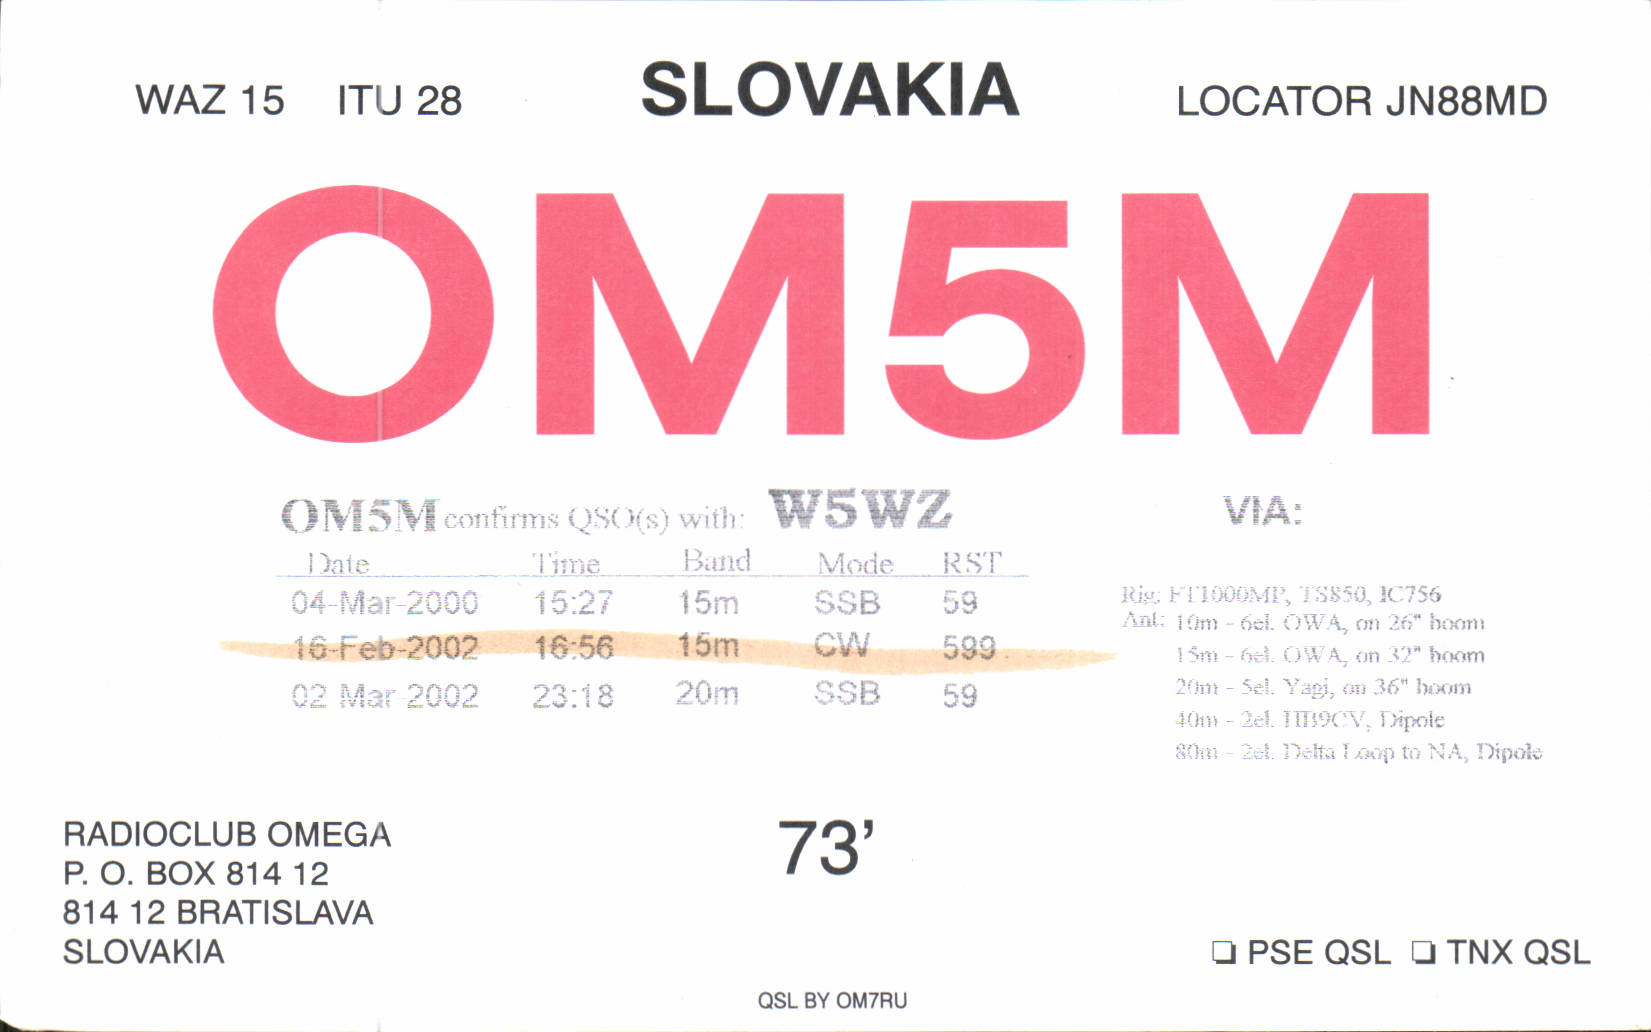 WAZ 15 ITU 28 SLOVAKIA LOCATOR JN88MD
OM5M
OM5M confirms QSO(s) with: W5WZ
Date Time Band Mode RST
04-Mar-2000 15:27 15m SSB 59
16-Feb-2002 16:56 15m CW 599
02 Mar 2002 23:18 20m SSB 59
VIA:
Rig: FT1000MP, TS850, IC756
Ant: 10m - 6el. OWA, on 26" boom
15m - 6el. OWA, on 32" boom
20m - 5el. Yagi, on 36" boom
40m - 2el. HB9CV, Dipole
80m - 2el. Delta Loop to NA, Dipole
RADIOCLUB OMEGA
P. O. BOX 814 12
814 12 BRATISLAVA
SLOVAKIA
73'
❏ PSE QSL ❏ TNX QSL
QSL BY OM7RU